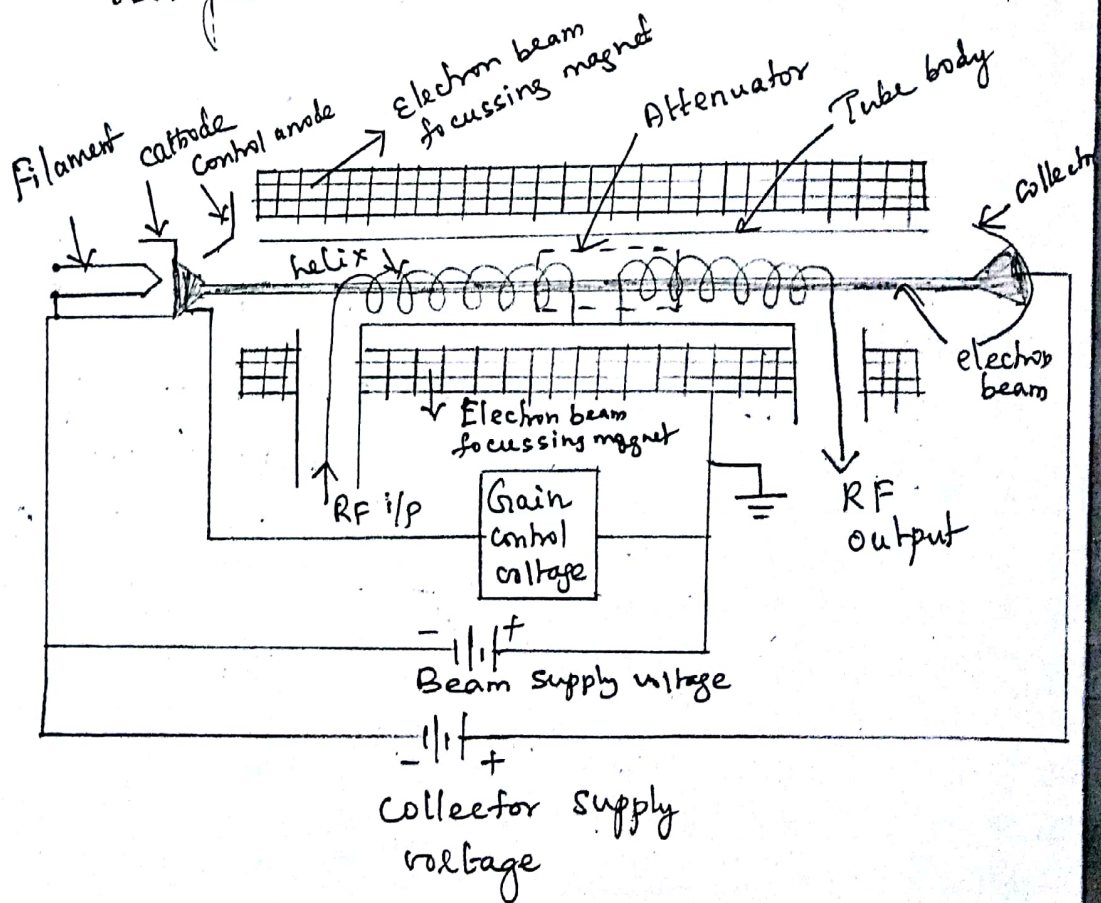 Electron beam
focussing magnet
Attenuator
Tube body
Filament
cathode
control anode
collecto
helix
electron
beam
Electron beam
focussing magnet
RF i/p
Gain
control
voltage
RF
output
- +
Beam supply voltage
- +
collector supply
voltage